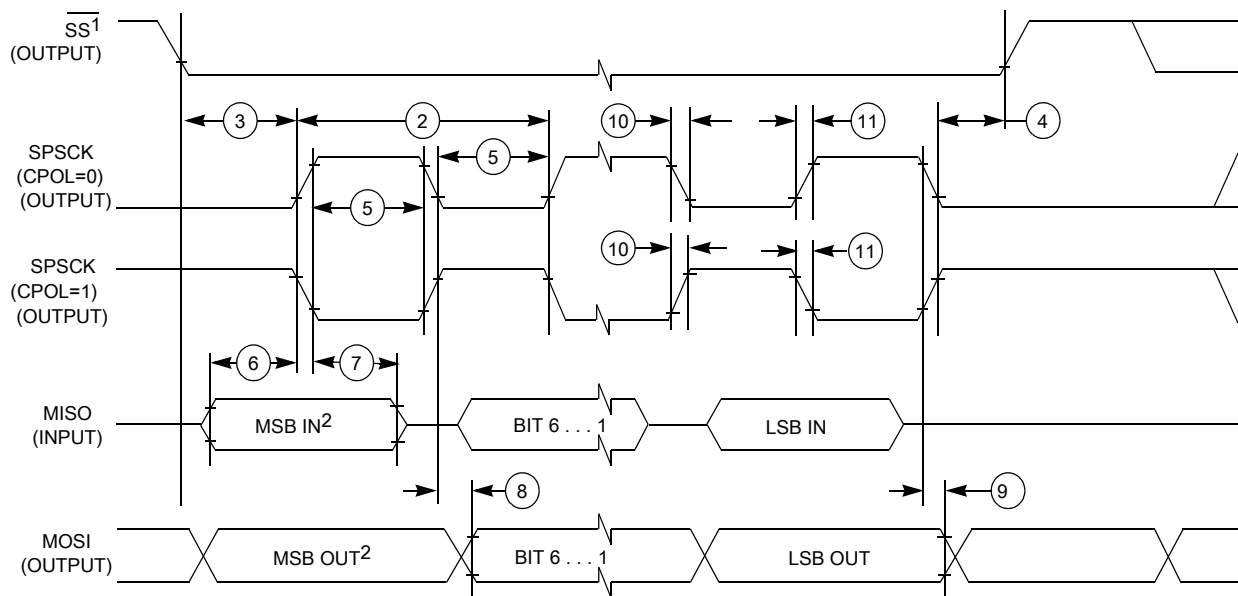 SS1
(OUTPUT)
3
2
10
11
4
SPSCK
(CPOL=0)
(OUTPUT)
5
5
SPSCK
(CPOL=1)
(OUTPUT)
10
11
6
7
MISO
(INPUT)
MSB IN2
BIT 6 . . . 1
LSB IN
8
9
MOSI
(OUTPUT)
MSB OUT2
BIT 6 . . . 1
LSB OUT